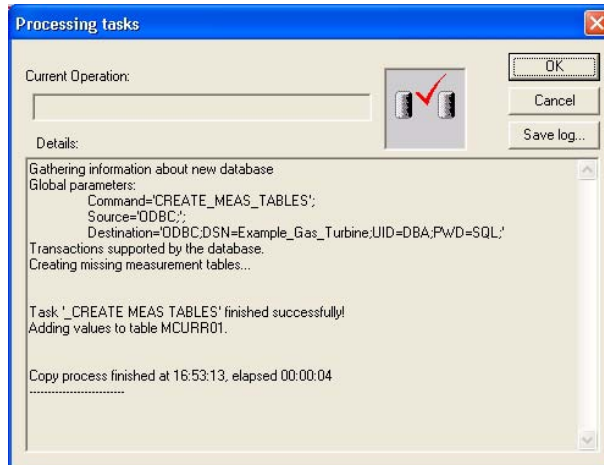 Processing tasks
Current Operation:
OK
Cancel
Save log...
Details:
Gathering information about new database
Global parameters:
Command='CREATE_MEAS_TABLES';
Source='ODBC;';
Destination='ODBC;DSN=Example_Gas_Turbine;UID=DBA;PWD=SQL;'
Transactions supported by the database.
Creating missing measurement tables...
Task '_CREATE MEAS TABLES' finished successfully!
Adding values to table MCURR01.
Copy process finished at 16:53:13, elapsed 00:00:04
-------------------------